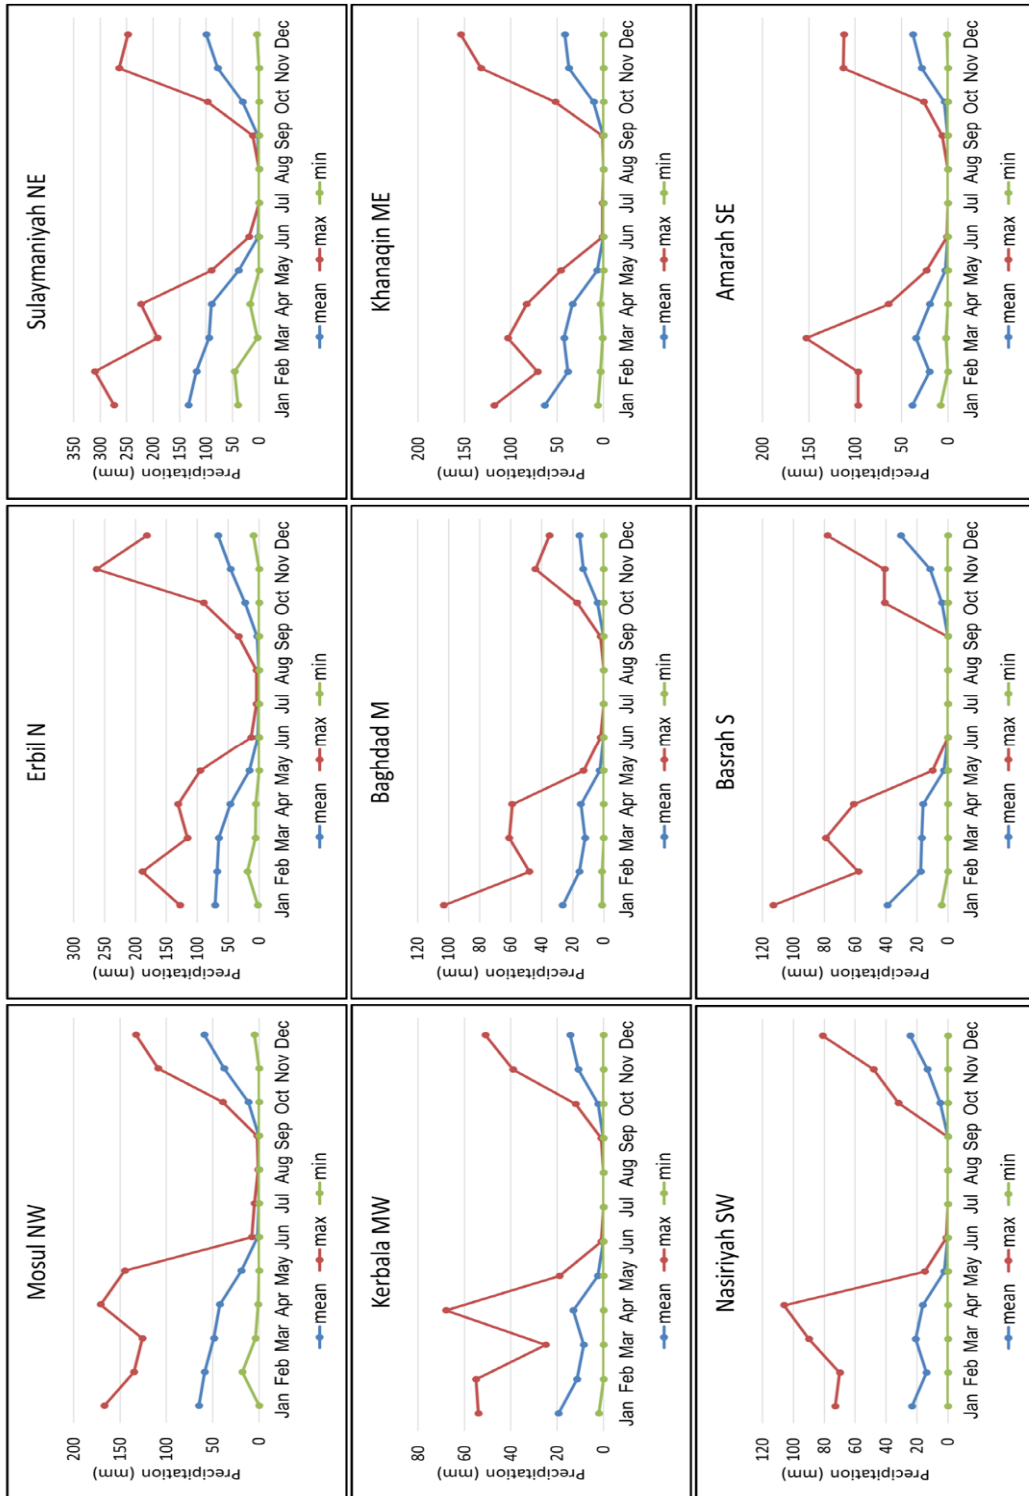 Mosul NW
Precipitation (mm)
200
150
100
50
0
Jan Feb Mar Apr May Jun Jul Aug Sep Oct Nov Dec
mean max min
Erbil N
Precipitation (mm)
300
250
200
150
100
50
0
Jan Feb Mar Apr May Jun Jul Aug Sep Oct Nov Dec
mean max min
Sulaymaniyah NE
Precipitation (mm)
350
300
250
200
150
100
50
0
Jan Feb Mar Apr May Jun Jul Aug Sep Oct Nov Dec
mean max min
Kerbala MW
Precipitation (mm)
80
60
40
20
0
Jan Feb Mar Apr May Jun Jul Aug Sep Oct Nov Dec
mean max min
Baghdad M
Precipitation (mm)
120
100
80
60
40
20
0
Jan Feb Mar Apr May Jun Jul Aug Sep Oct Nov Dec
mean max min
Khanaqin ME
Precipitation (mm)
200
150
100
50
0
Jan Feb Mar Apr May Jun Jul Aug Sep Oct Nov Dec
mean max min
Nasiriyah SW
Precipitation (mm)
120
100
80
60
40
20
0
Jan Feb Mar Apr May Jun Jul Aug Sep Oct Nov Dec
mean max min
Basrah S
Precipitation (mm)
120
100
80
60
40
20
0
Jan Feb Mar Apr May Jun Jul Aug Sep Oct Nov Dec
mean max min
Amarah SE
Precipitation (mm)
200
150
100
50
0
Jan Feb Mar Apr May Jun Jul Aug Sep Oct Nov Dec
mean max min